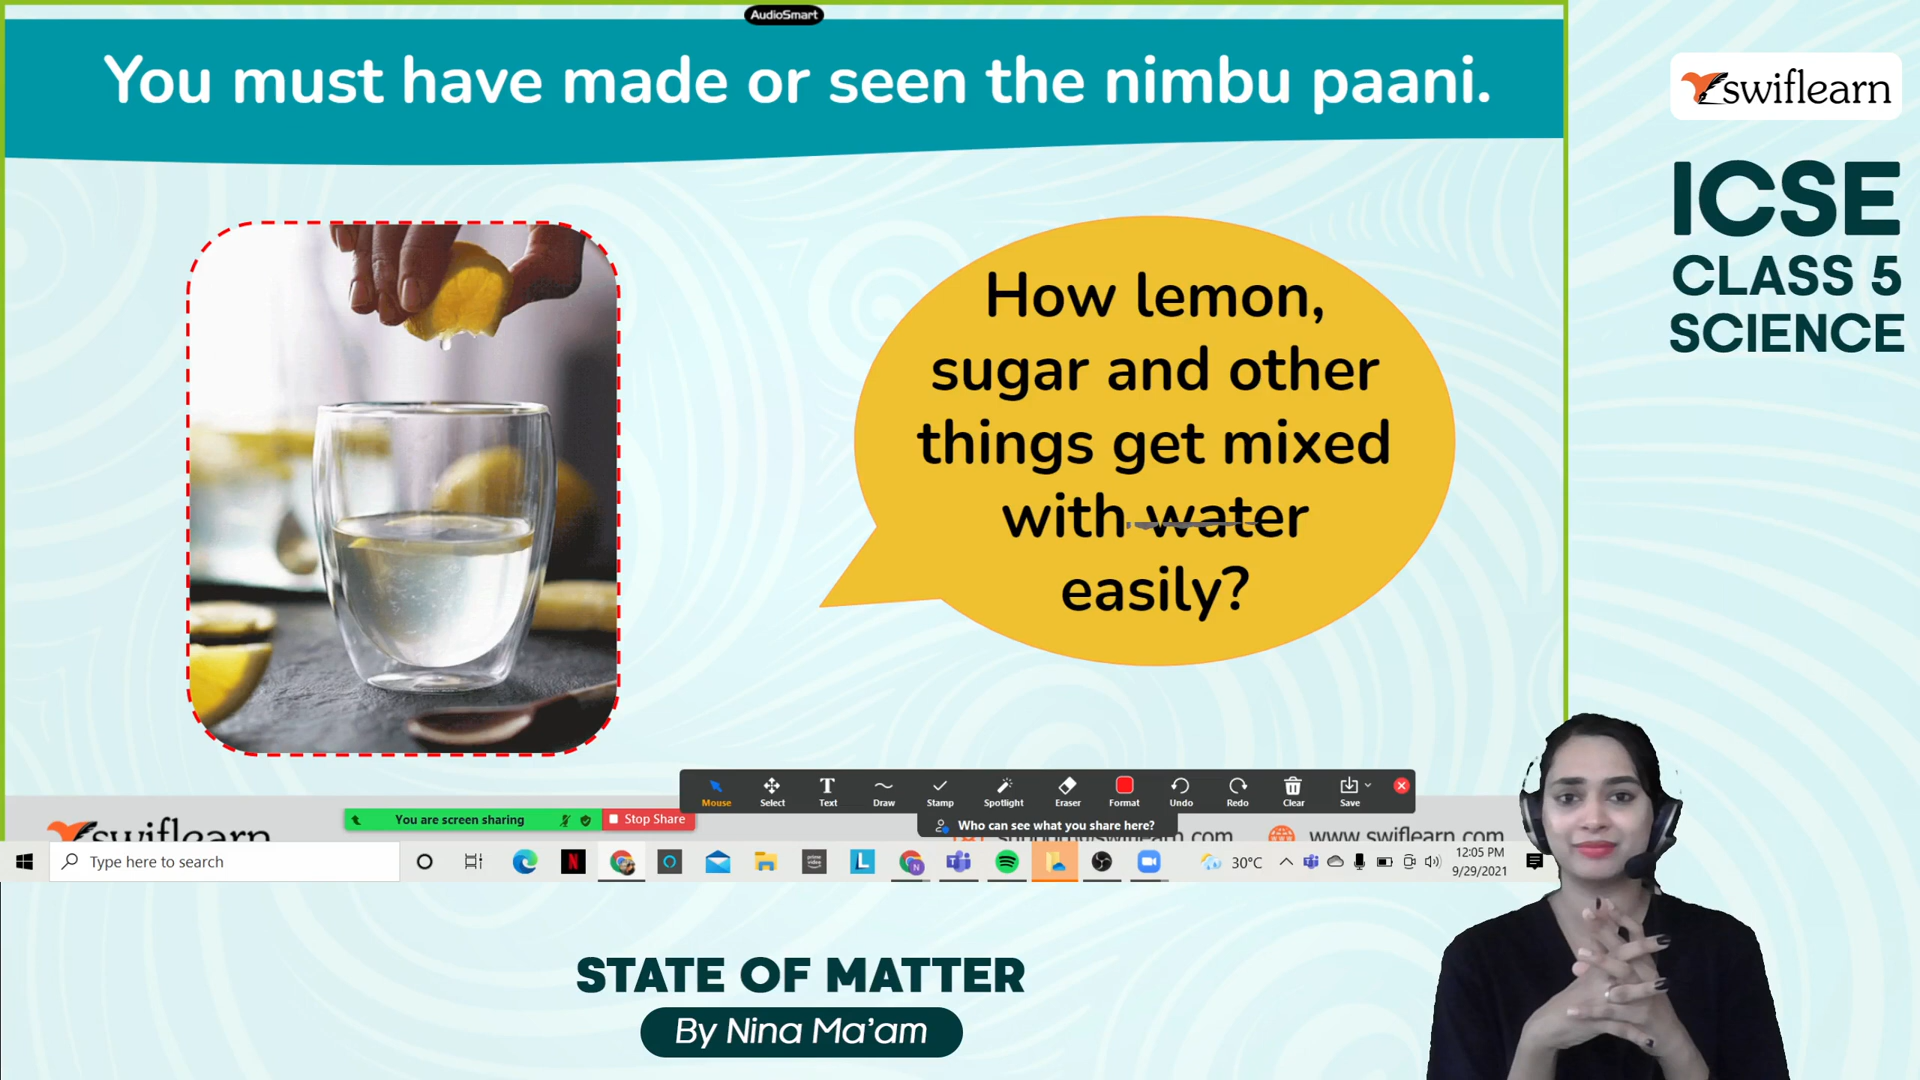 AudioSmart
You must have made or seen the nimbu paani.
swiflearn
ICSE
CLASS 5
SCIENCE
How lemon,
sugar and other
things get mixed
with water
easily?
Mouse
Select
Text
Draw
Stamp
Spotlight
Eraser
Format
Undo
Redo
Clear
Save
You are screen sharing
Stop Share
Who can see what you share here?
swiflearn
www.swiflearn.com
Type here to search
30°C
12:05 PM
9/29/2021
STATE OF MATTER
By Nina Ma'am